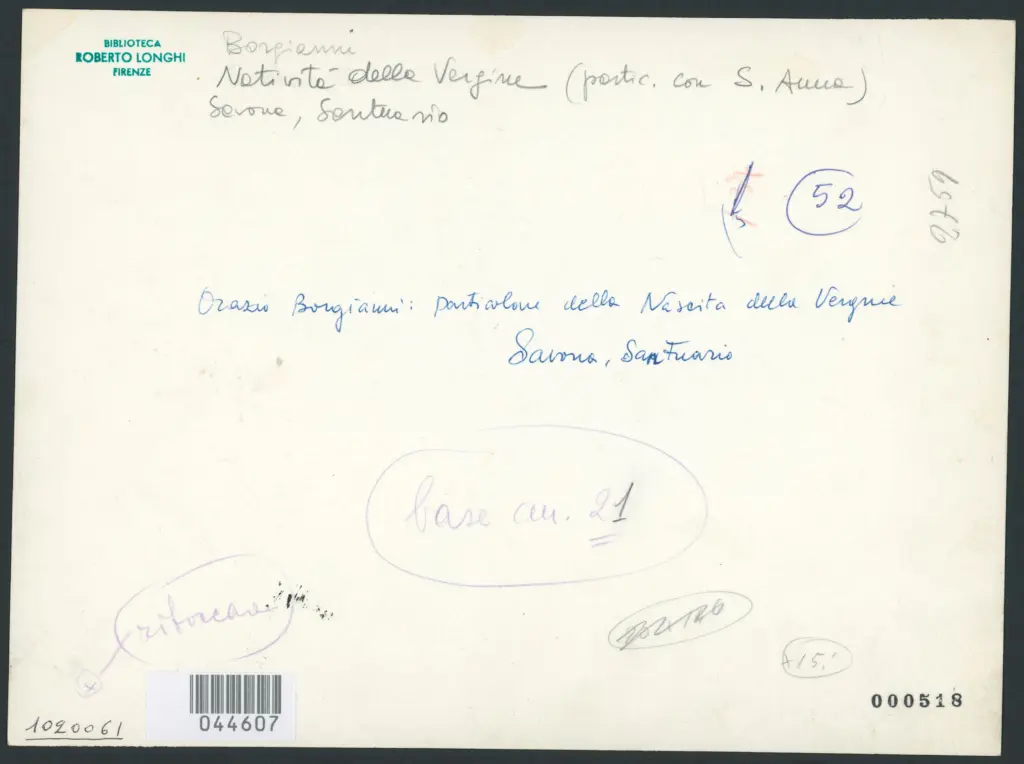 BIBLIOTECA
ROBERTO LONGHI
FIRENZE
Borgianni
Natività della Vergine (partic. con S. Anna)
Savona, Santuario
52
Orazio Borgianni: particolare della Nascita della Vergine
Savona, Santuario
base cm. 21
ritoccare
15
044607
1020061
000518